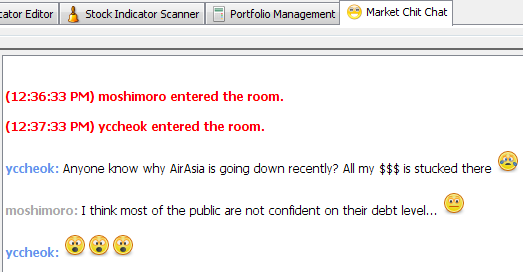 cator Editor Stock Indicator Scanner Portfolio Management Market Chit Chat
(12:36:33 PM) moshimoro entered the room.
(12:37:33 PM) yccheok entered the room.
yccheok: Anyone know why AirAsia is going down recently? All my $$$ is stucked there
moshimoro: I think most of the public are not confident on their debt level...
yccheok: